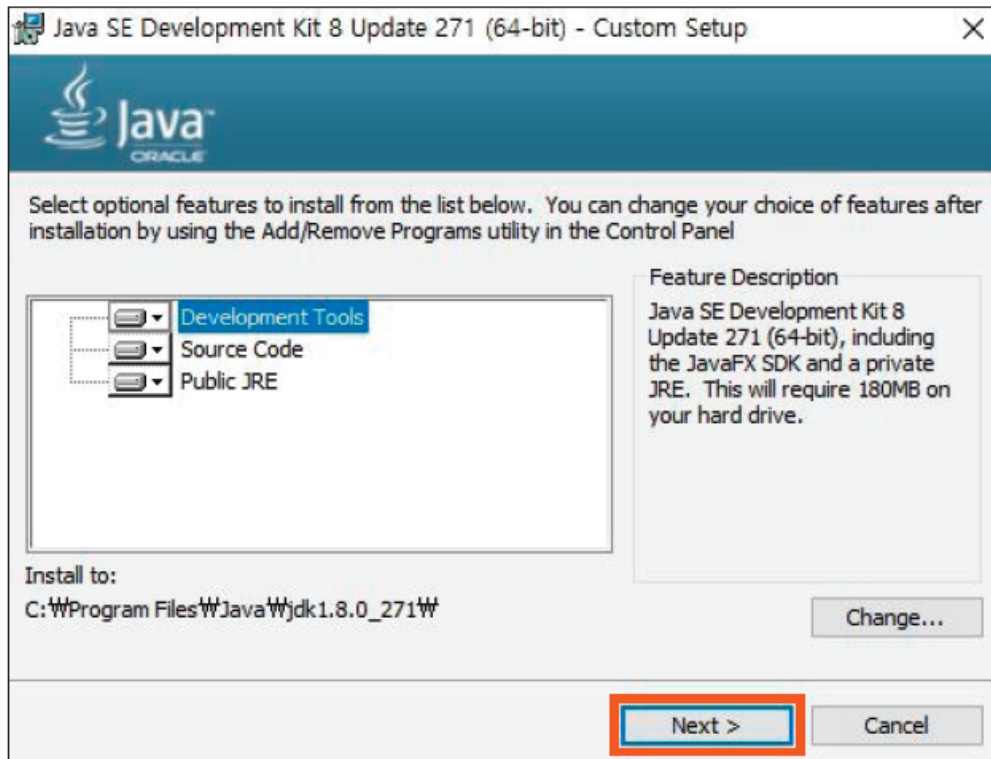 Java SE Development Kit 8 Update 271 (64-bit) - Custom Setup
Java™
ORACLE
Select optional features to install from the list below. You can change your choice of features after
installation by using the Add/Remove Programs utility in the Control Panel
Development Tools
Source Code
Public JRE
Feature Description
Java SE Development Kit 8
Update 271 (64-bit), including
the JavaFX SDK and a private
JRE. This will require 180MB on
your hard drive.
Install to:
C:₩Program Files₩Java₩jdk1.8.0_271₩
Change...
Next >
Cancel